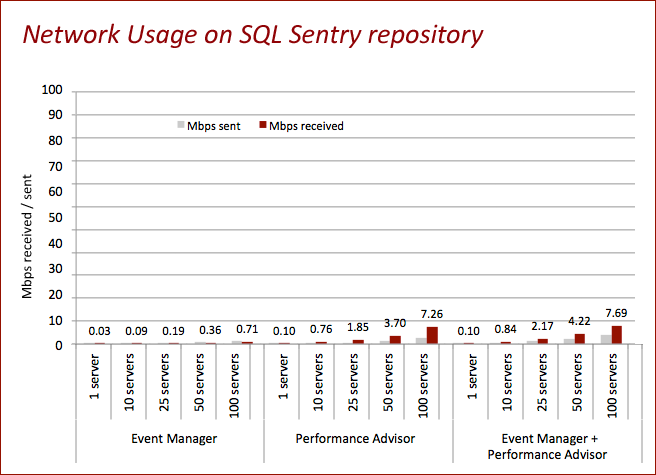 Network Usage on SQL Sentry repository
Mbps received / sent
100
90
80
70
60
50
40
30
20
10
0
Mbps sent
Mbps received
0.03 0.09 0.19 0.36 0.71 0.10 0.76 1.85 3.70 7.26 0.10 0.84 2.17 4.22 7.69
1 server 10 servers 25 servers 50 servers 100 servers 1 server 10 servers 25 servers 50 servers 100 servers 1 server 10 servers 25 servers 50 servers 100 servers
Event Manager
Performance Advisor
Event Manager +
Performance Advisor